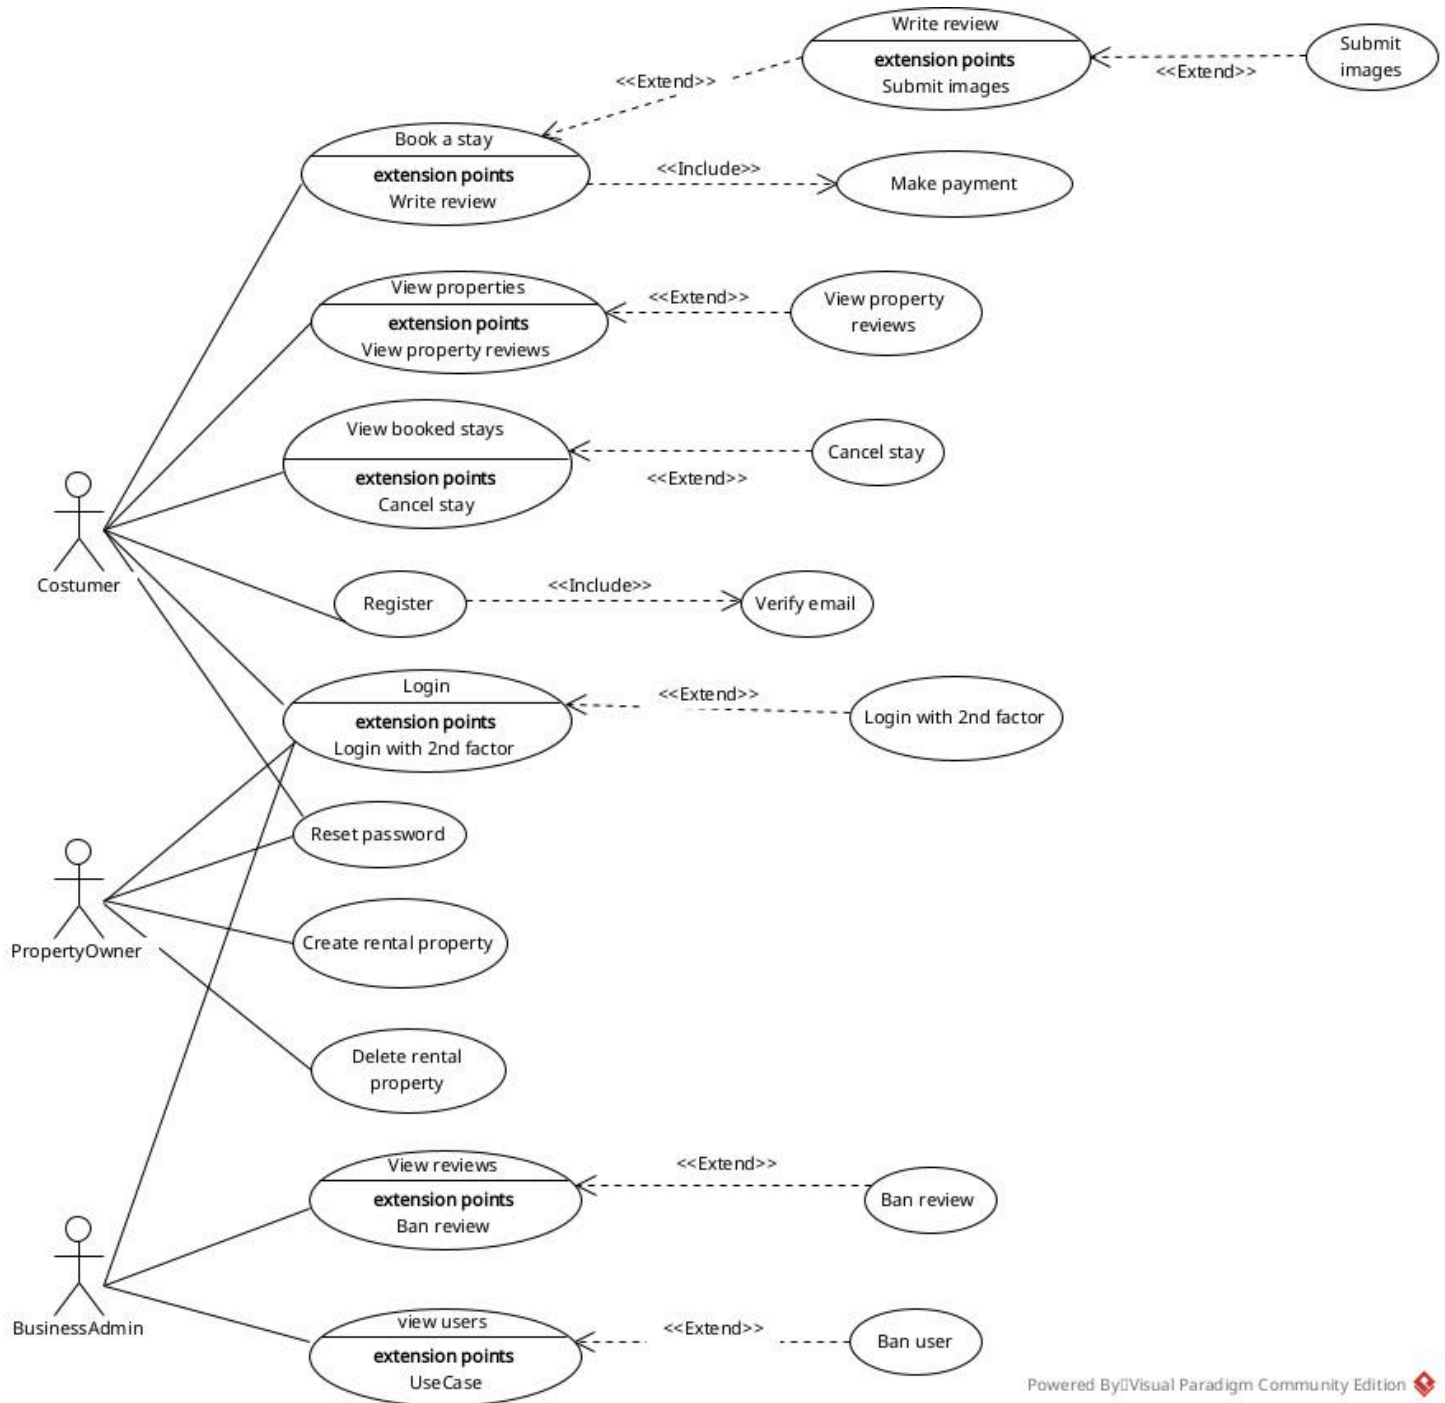 Write review
extension points
Submit images
<<Extend>>
Submit
images
<<Extend>>
Book a stay
extension points
Write review
<<Include>>
Make payment
View properties
extension points
View property reviews
<<Extend>>
View property
reviews
View booked stays
extension points
Cancel stay
<<Extend>>
Cancel stay
Costumer
Register
<<Include>>
Verify email
Login
extension points
Login with 2nd factor
<<Extend>>
Login with 2nd factor
Reset password
PropertyOwner
Create rental property
Delete rental
property
View reviews
extension points
Ban review
<<Extend>>
Ban review
BusinessAdmin
view users
extension points
UseCase
<<Extend>>
Ban user
Powered By▯Visual Paradigm Community Edition